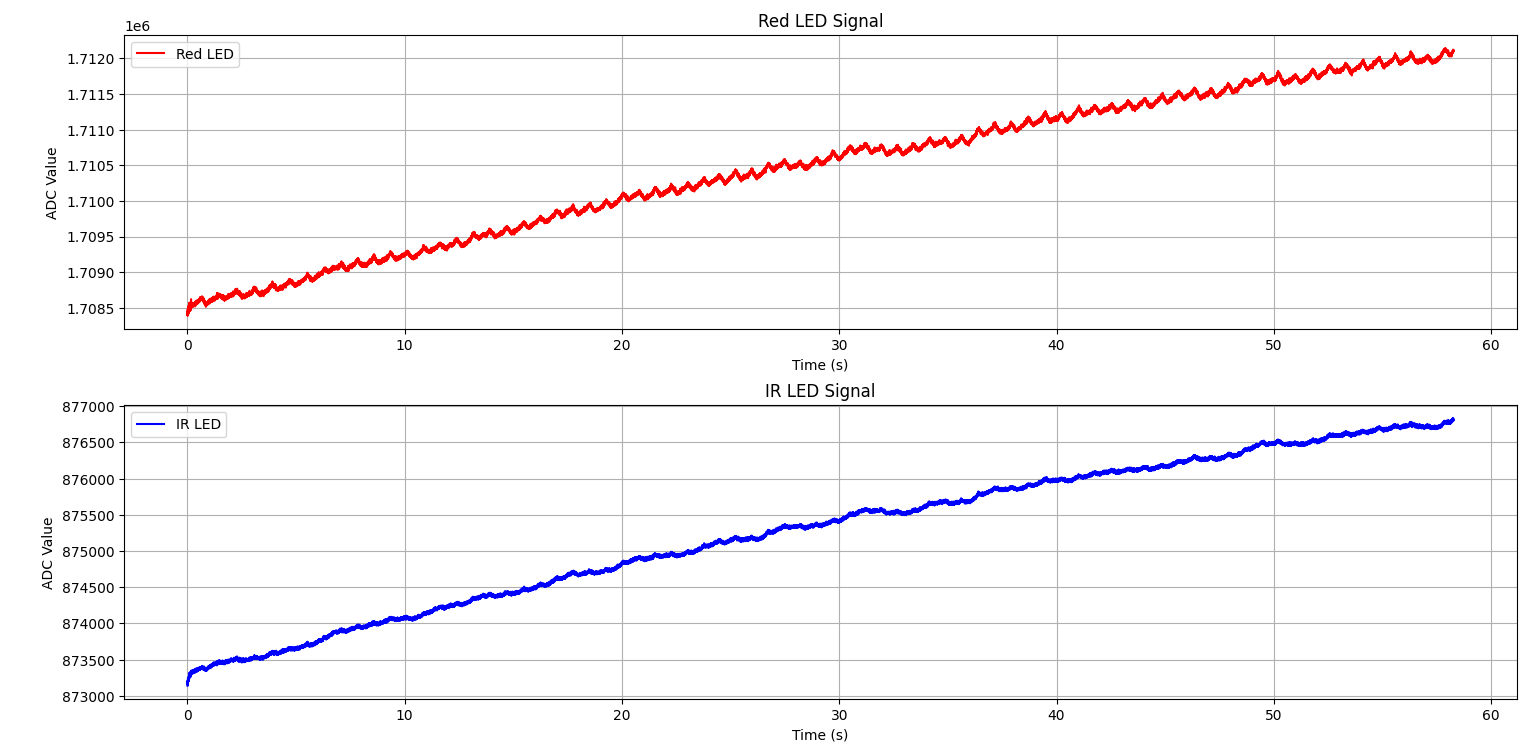 Red LED Signal
1e6
Red LED
1.7120
1.7115
1.7110
1.7105
1.7100
1.7095
1.7090
1.7085
ADC Value
0 10 20 30 40 50 60
Time (s)
IR LED Signal
IR LED
877000
876500
876000
875500
875000
874500
874000
873500
873000
ADC Value
0 10 20 30 40 50 60
Time (s)